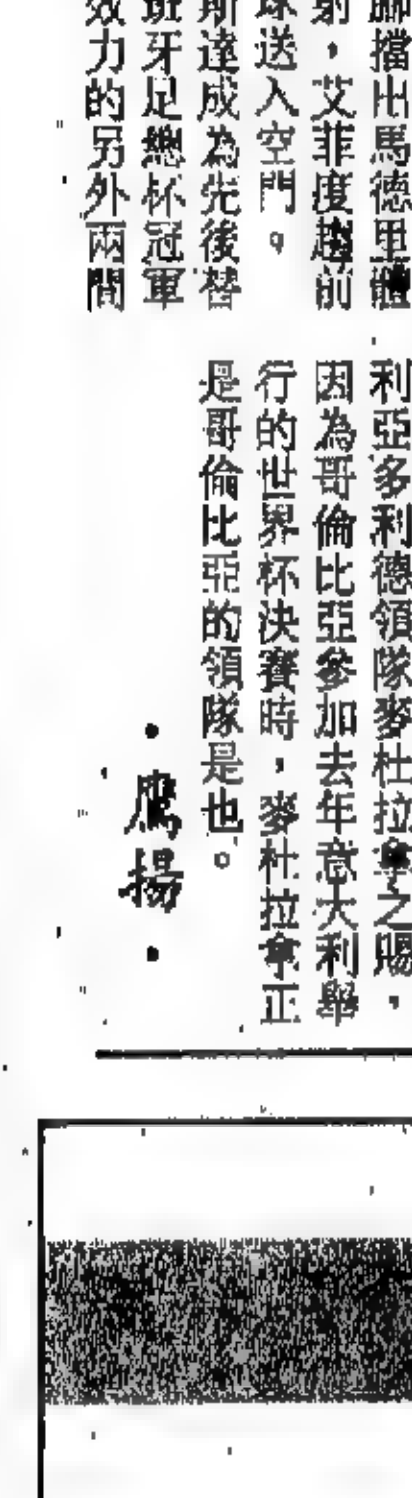 腳擋出馬德里體
射，艾菲度趨前
球送入空門。
斯達成為先後替
班牙足總杯冠軍
效力的另外兩間
利亞多利德領隊麥杜拉拿之賜，
因為哥倫比亞參加去年意大利舉
行的世界杯決賽時，麥杜拉拿正
是哥倫比亞的領隊是也。
•鷹揚•